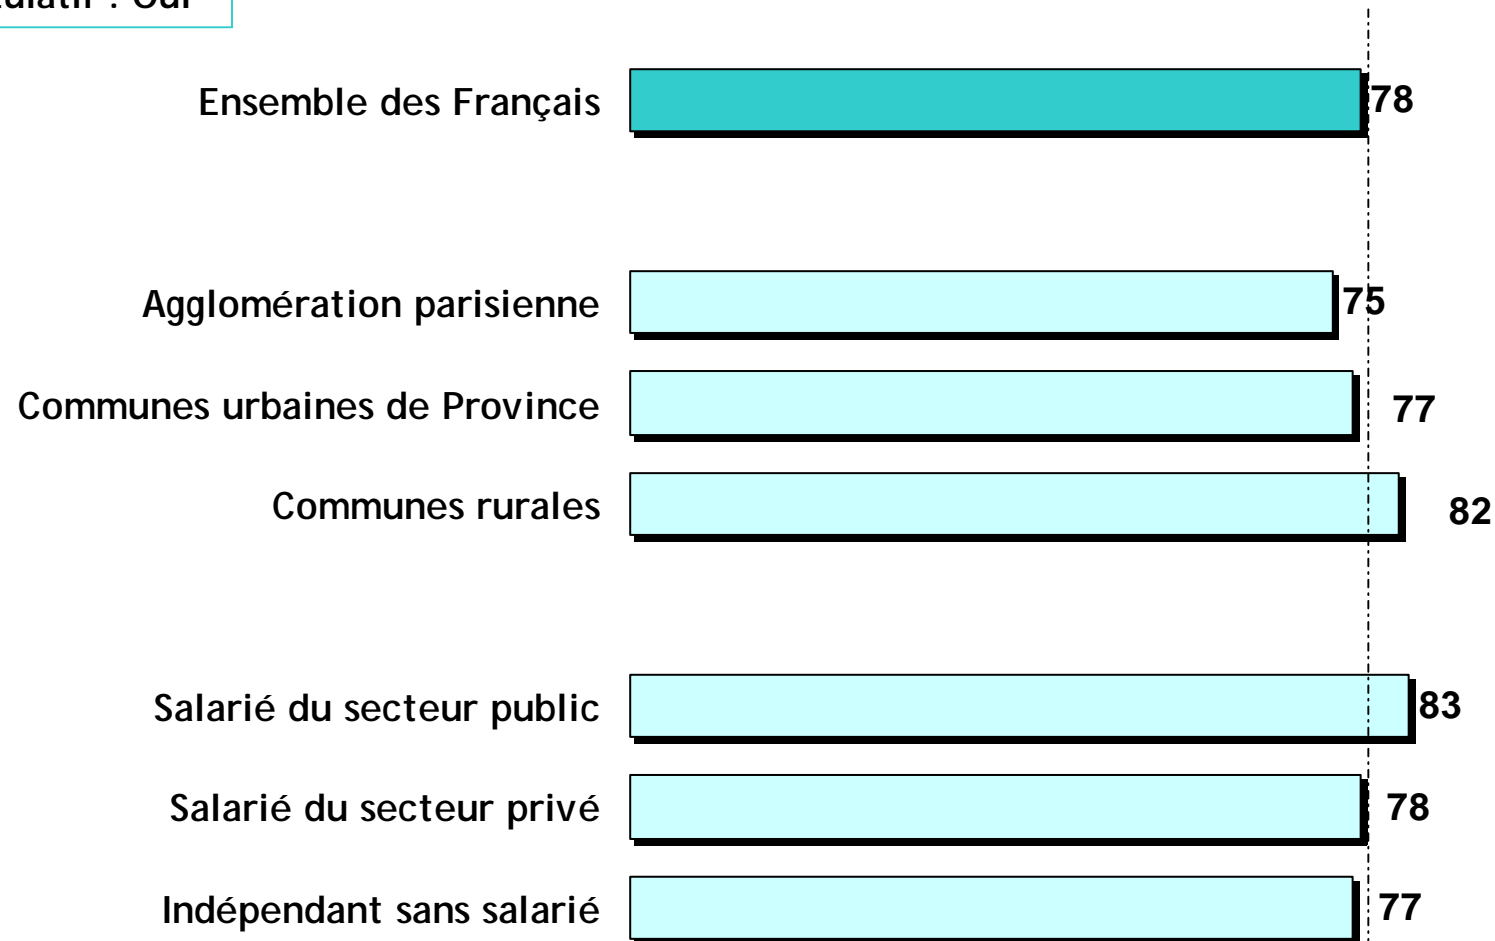 : Oui
Ensemble des Français 78
Agglomération parisienne 75
Communes urbaines de Province 77
Communes rurales 82
Salarié du secteur public 83
Salarié du secteur privé 78
Indépendant sans salarié 77